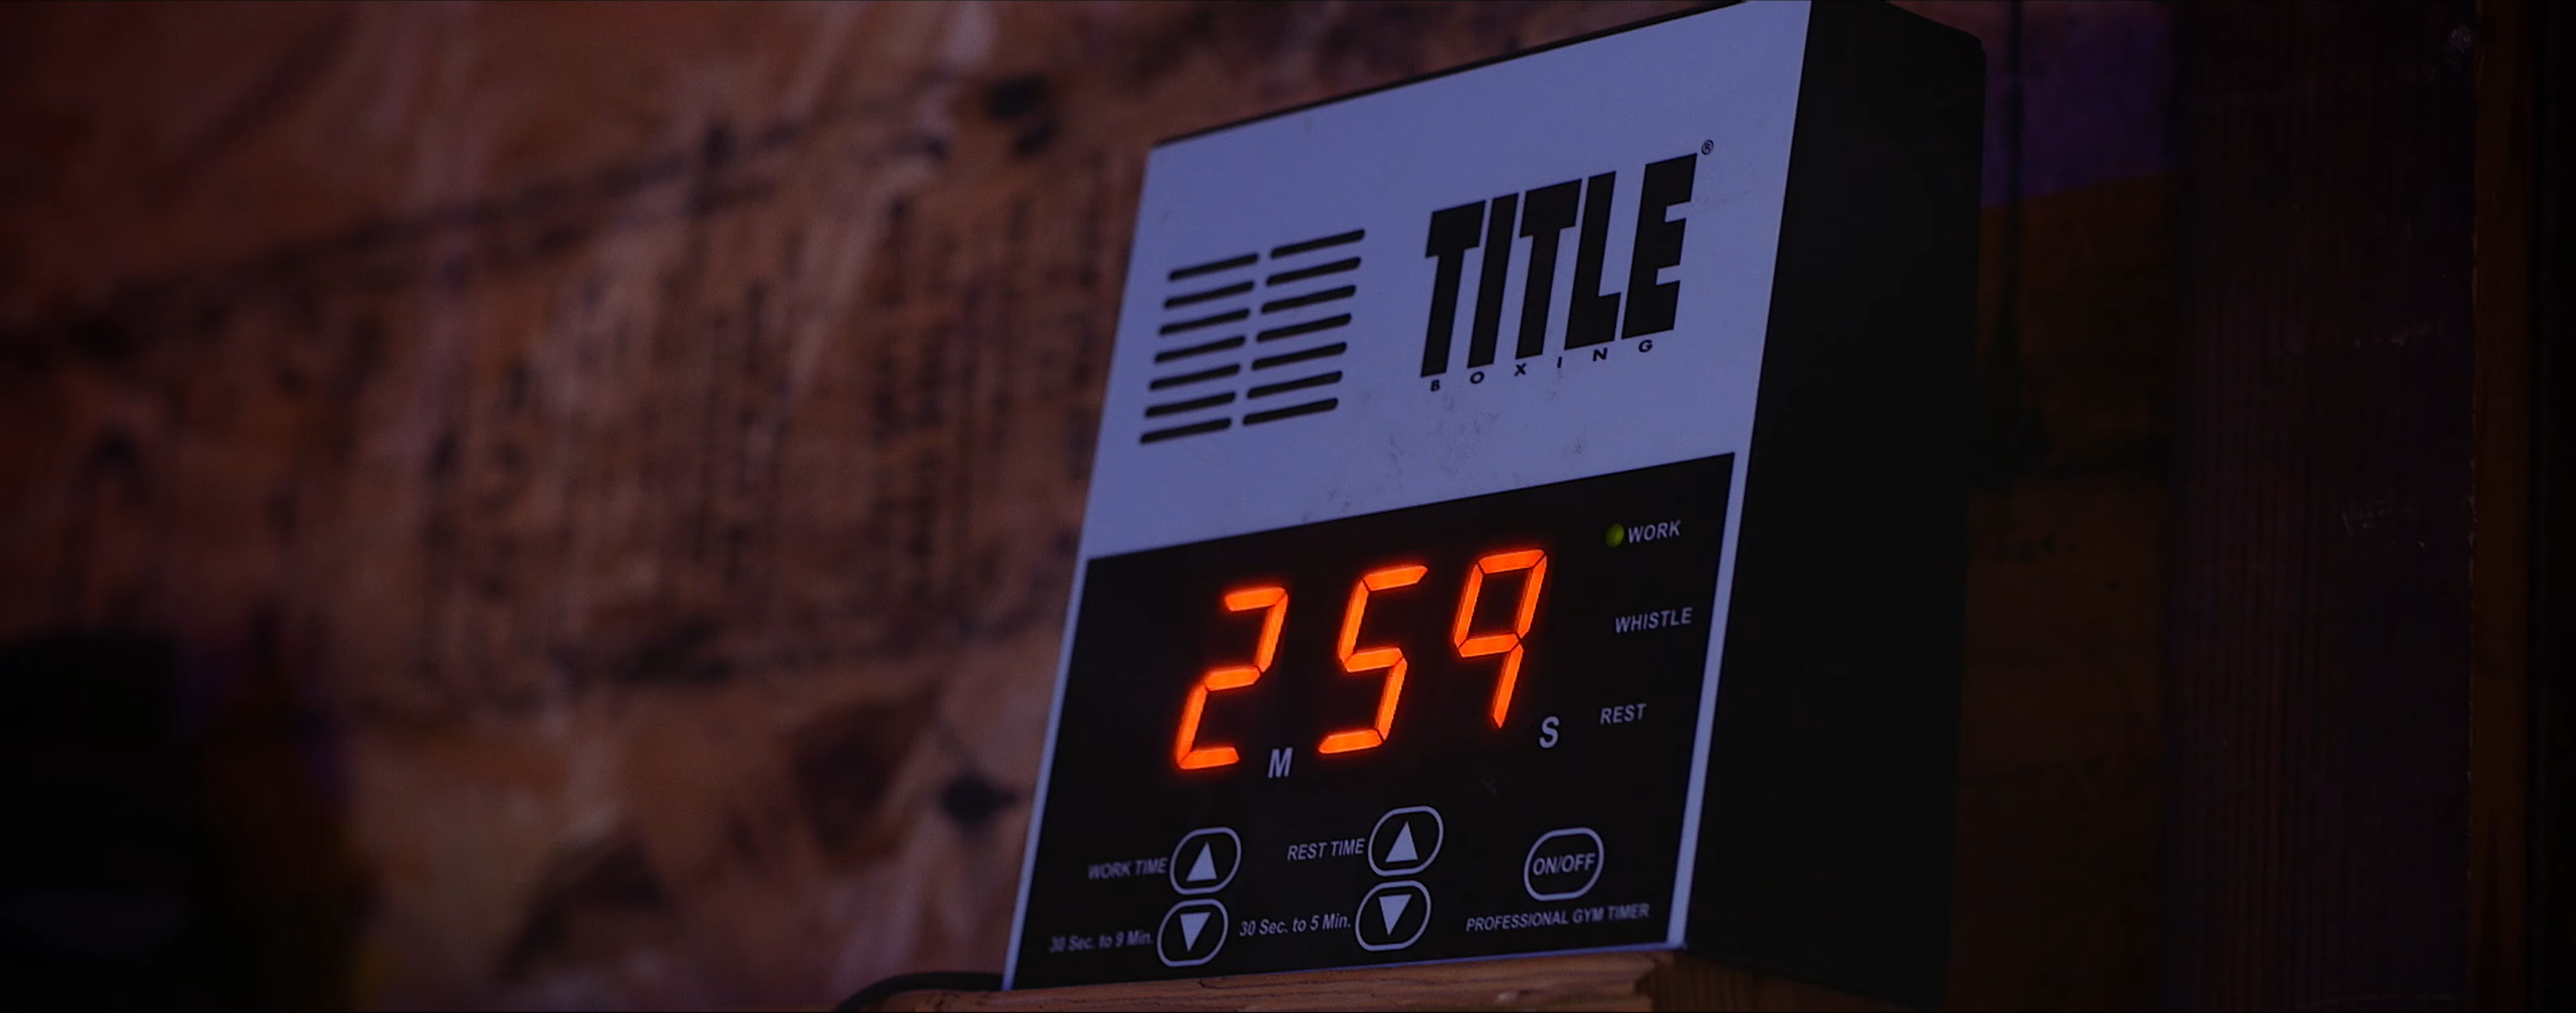 TITLE®
BOXING
WORK
2 59
WHISTLE
REST
M S
WORK TIME
REST TIME
ON/OFF
30 Sec. to 9 Min.
30 Sec. to 5 Min.
PROFESSIONAL GYM TIMER